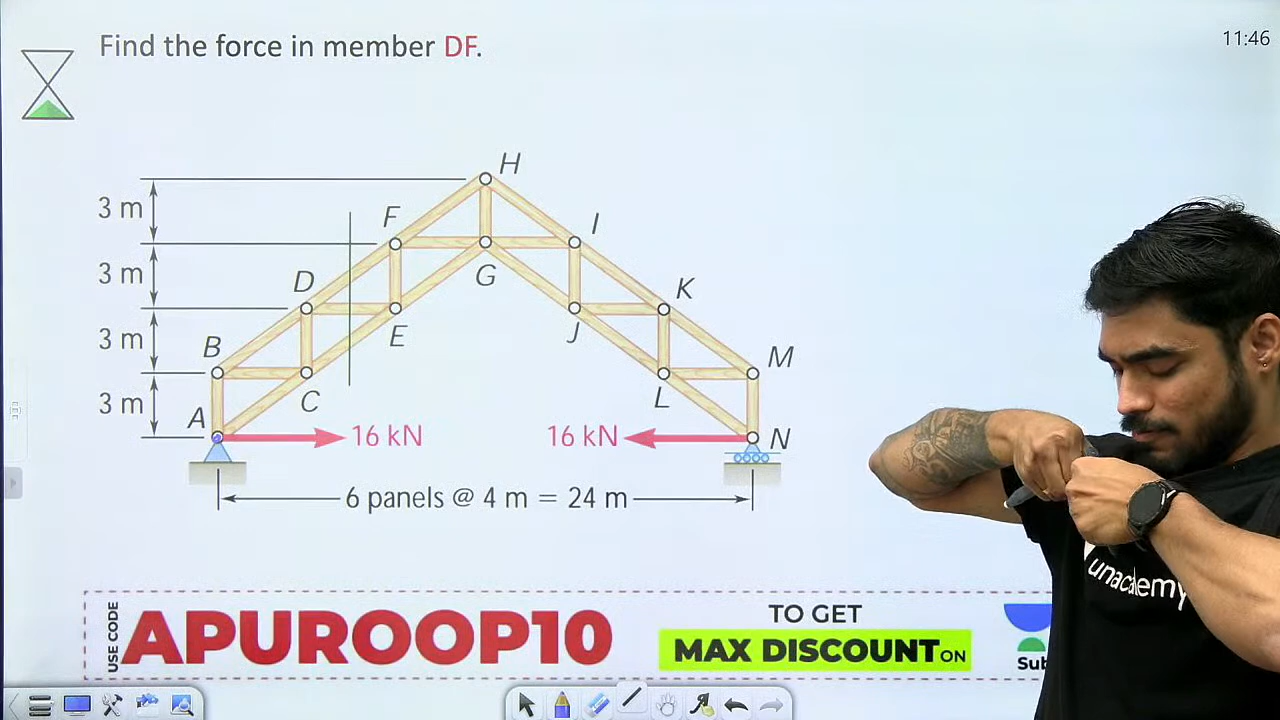 Find the force in member DF.
11:46
H
3 m
F
I
3 m
D
G
K
E
J
3 m
B
M
C
L
3 m
A
16 kN
16 kN
N
6 panels @ 4 m = 24 m
USE CODE
APUROOP10
TO GET
MAX DISCOUNT ON
Sub
unacademy